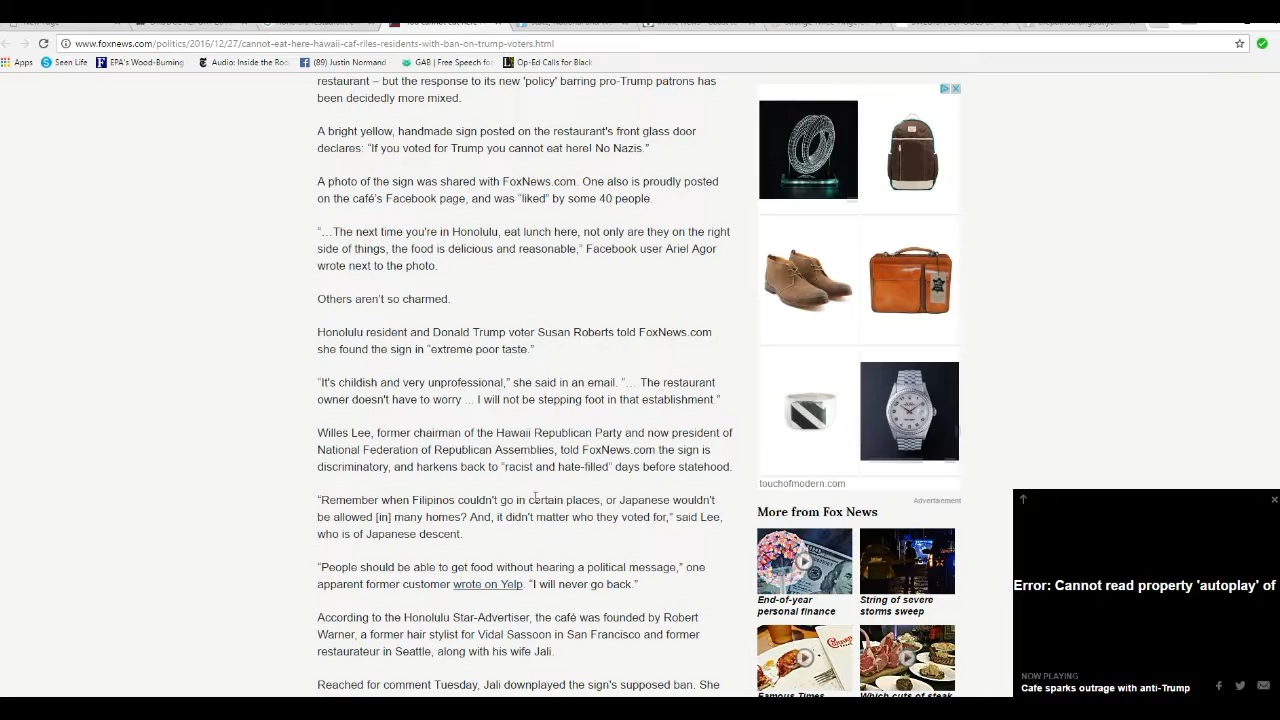 www.foxnews.com/politics/2016/12/27/cannot-eat-here-hawaii-caf-riles-residents-with-ban-on-trump-voters.html
Apps Seen Life EPA's Wood-Burning Audio: Inside the Roo (89) Justin Normand GAB | Free Speech for Op-Ed Calls for Black
restaurant – but the response to its new 'policy' barring pro-Trump patrons has
been decidedly more mixed.
A bright yellow, handmade sign posted on the restaurant's front glass door
declares: “If you voted for Trump you cannot eat here! No Nazis.”
A photo of the sign was shared with FoxNews.com. One also is proudly posted
on the café's Facebook page, and was “liked” by some 40 people.
“…The next time you're in Honolulu, eat lunch here, not only are they on the right
side of things, the food is delicious and reasonable,” Facebook user Ariel Agor
wrote next to the photo.
Others aren't so charmed.
Honolulu resident and Donald Trump voter Susan Roberts told FoxNews.com
she found the sign in “extreme poor taste.”
“It's childish and very unprofessional,” she said in an email. “… The restaurant
owner doesn't have to worry ... I will not be stepping foot in that establishment.”
Willes Lee, former chairman of the Hawaii Republican Party and now president of
National Federation of Republican Assemblies, told FoxNews.com the sign is
discriminatory, and harkens back to “racist and hate-filled” days before statehood.
“Remember when Filipinos couldn't go in certain places, or Japanese wouldn't
be allowed [in] many homes? And, it didn't matter who they voted for,” said Lee,
who is of Japanese descent.
“People should be able to get food without hearing a political message,” one
apparent former customer wrote on Yelp. “I will never go back.”
According to the Honolulu Star-Advertiser, the café was founded by Robert
Warner, a former hair stylist for Vidal Sassoon in San Francisco and former
restaurateur in Seattle, along with his wife Jali.
Reached for comment Tuesday, Jali downplayed the sign's supposed ban. She
touchofmodern.com
Advertisement
More from Fox News
End-of-year
personal finance
String of severe
storms sweep
Famous Times
Which cuts of steak
Error: Cannot read property 'autoplay' of
NOW PLAYING
Cafe sparks outrage with anti-Trump